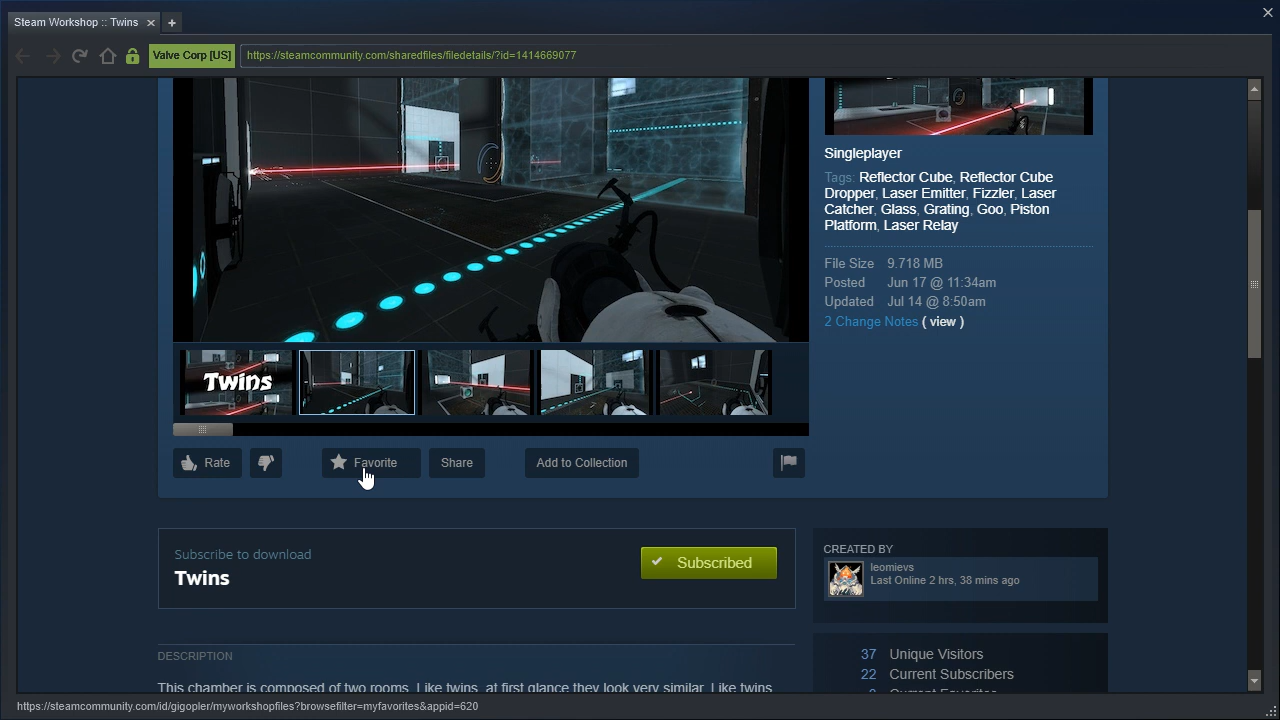 Steam Workshop :: Twins
Valve Corp [US]
https://steamcommunity.com/sharedfiles/filedetails/?id=1414669077
Singleplayer
Tags: Reflector Cube, Reflector Cube
Dropper, Laser Emitter, Fizzler, Laser
Catcher, Glass, Grating, Goo, Piston
Platform, Laser Relay
File Size 9.718 MB
Posted Jun 17 @ 11:34am
Updated Jul 14 @ 8:50am
2 Change Notes ( view )
Twins
Rate
Favorite
Share
Add to Collection
Subscribe to download
Twins
Subscribed
CREATED BY
leomievs
Last Online 2 hrs, 38 mins ago
DESCRIPTION
This chamber is composed of two rooms. Like twins, at first glance they look very similar. Like twins
37 Unique Visitors
22 Current Subscribers
Current Favorites
https://steamcommunity.com/id/gigopler/myworkshopfiles?browsefilter=myfavorites&appid=620